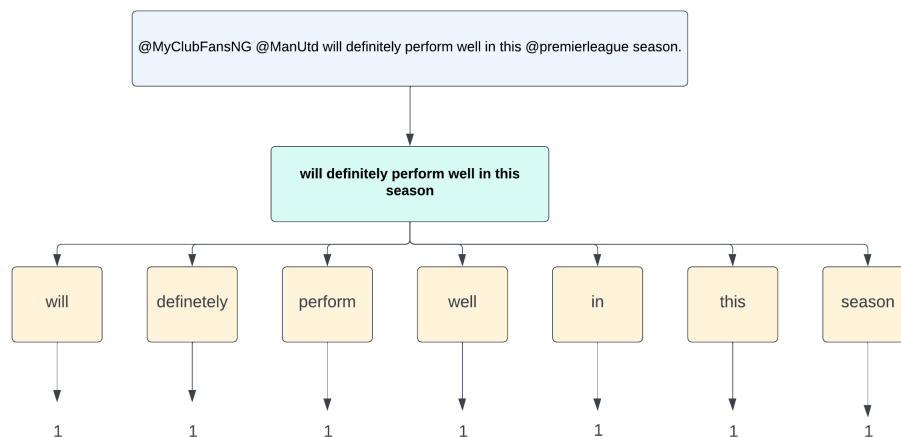 @MyClubFansNG @ManUtd will definitely perform well in this @premierleague season.
will definitely perform well in this
season
will definetely perform well in this season
1 1 1 1 1 1 1